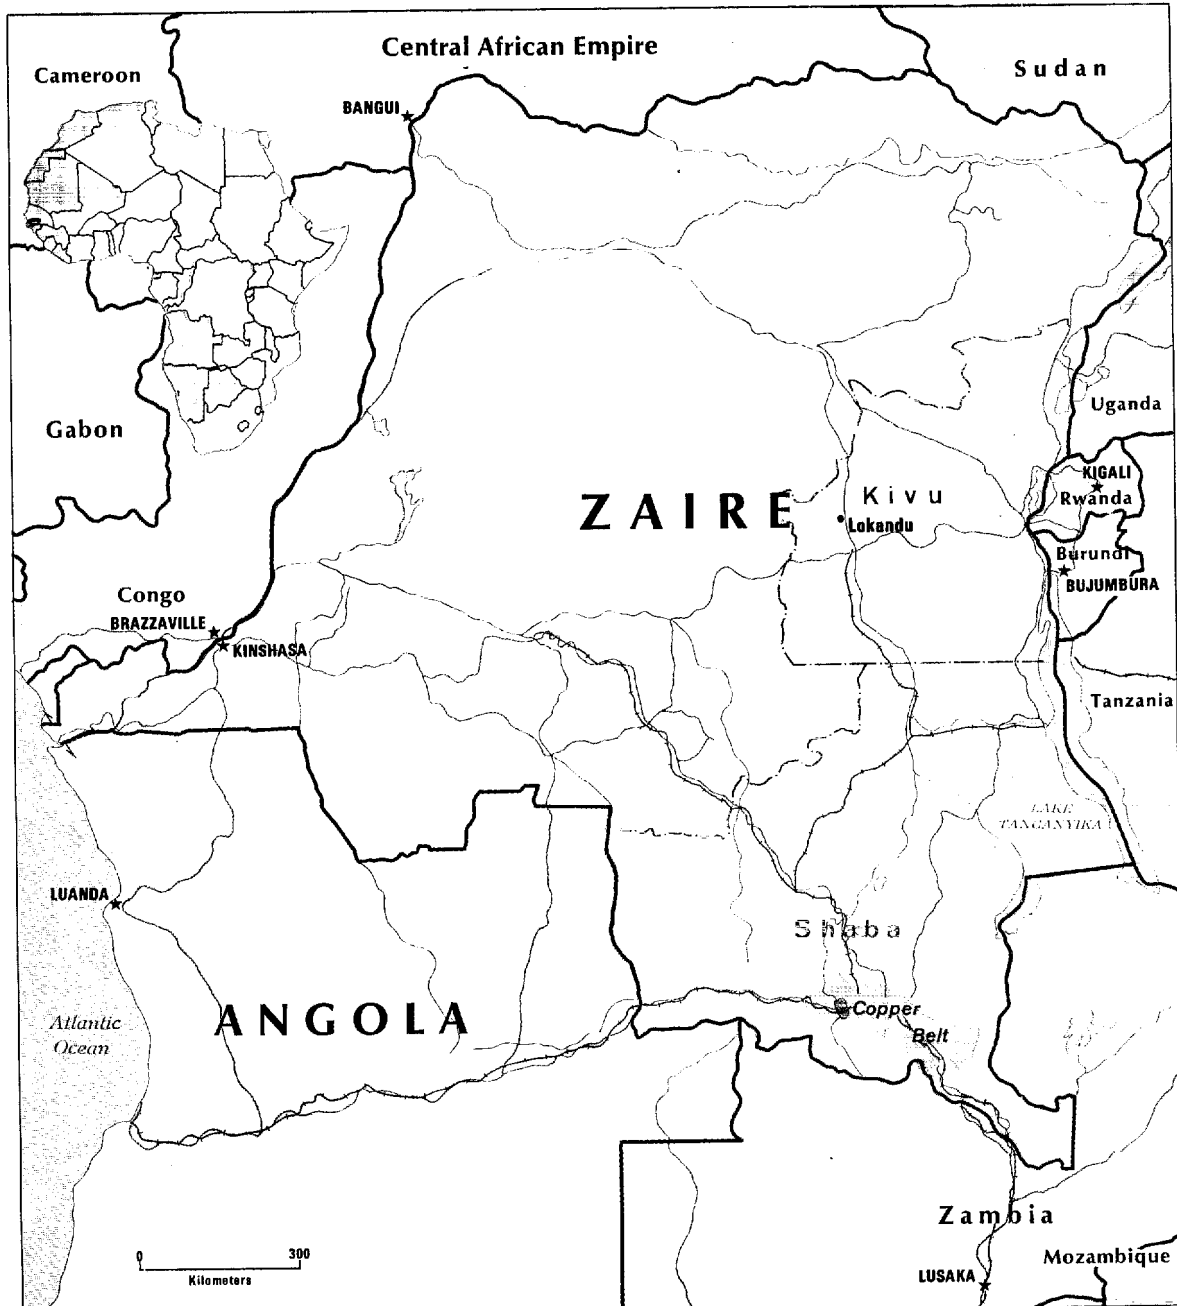 Central African Empire
Cameroon
Sudan
BANGUI
Uganda
Gabon
KIGALI
Rwanda
ZAIRE
Kivu
Lokandu
Burundi
BUJUMBURA
Congo
BRAZZAVILLE
KINSHASA
Tanzania
LAKE
TANGANYIKA
LUANDA
Shaba
ANGOLA
Copper
Belt
Atlantic
Ocean
Zambia
0 300
Kilometers
Mozambique
LUSAKA